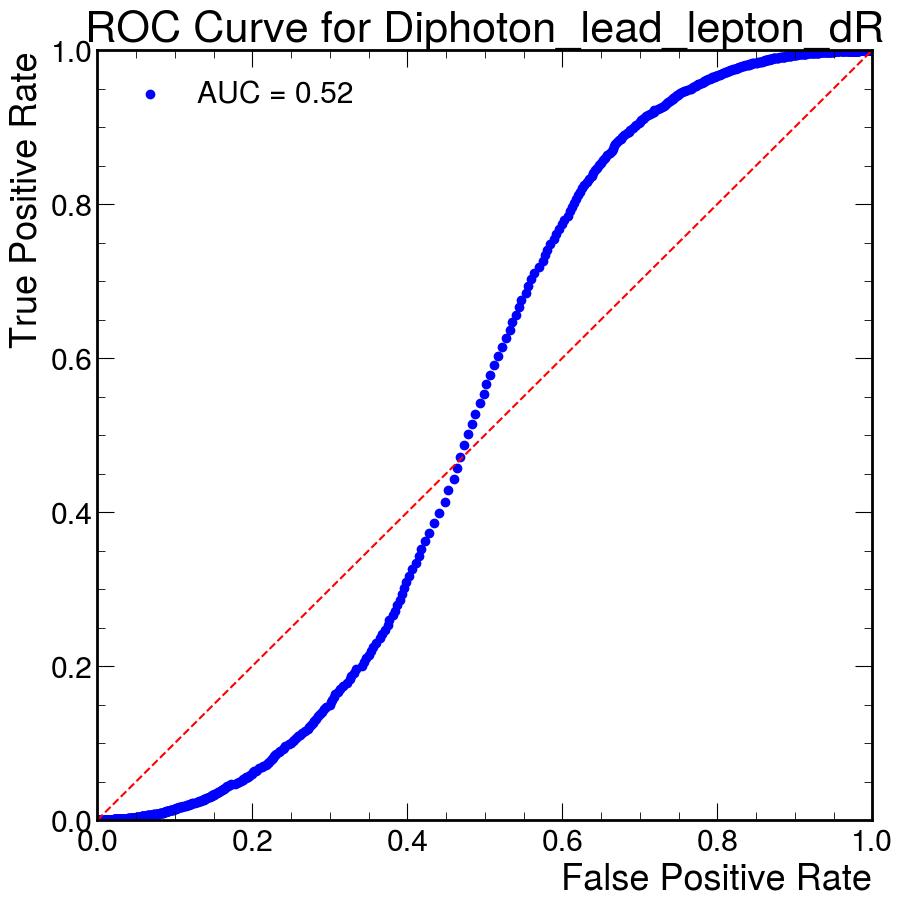 ROC Curve for Diphoton_lead_lepton_dR
AUC = 0.52
True Positive Rate
1.0
0.8
0.6
0.4
0.2
0.0
0.0 0.2 0.4 0.6 0.8 1.0
False Positive Rate